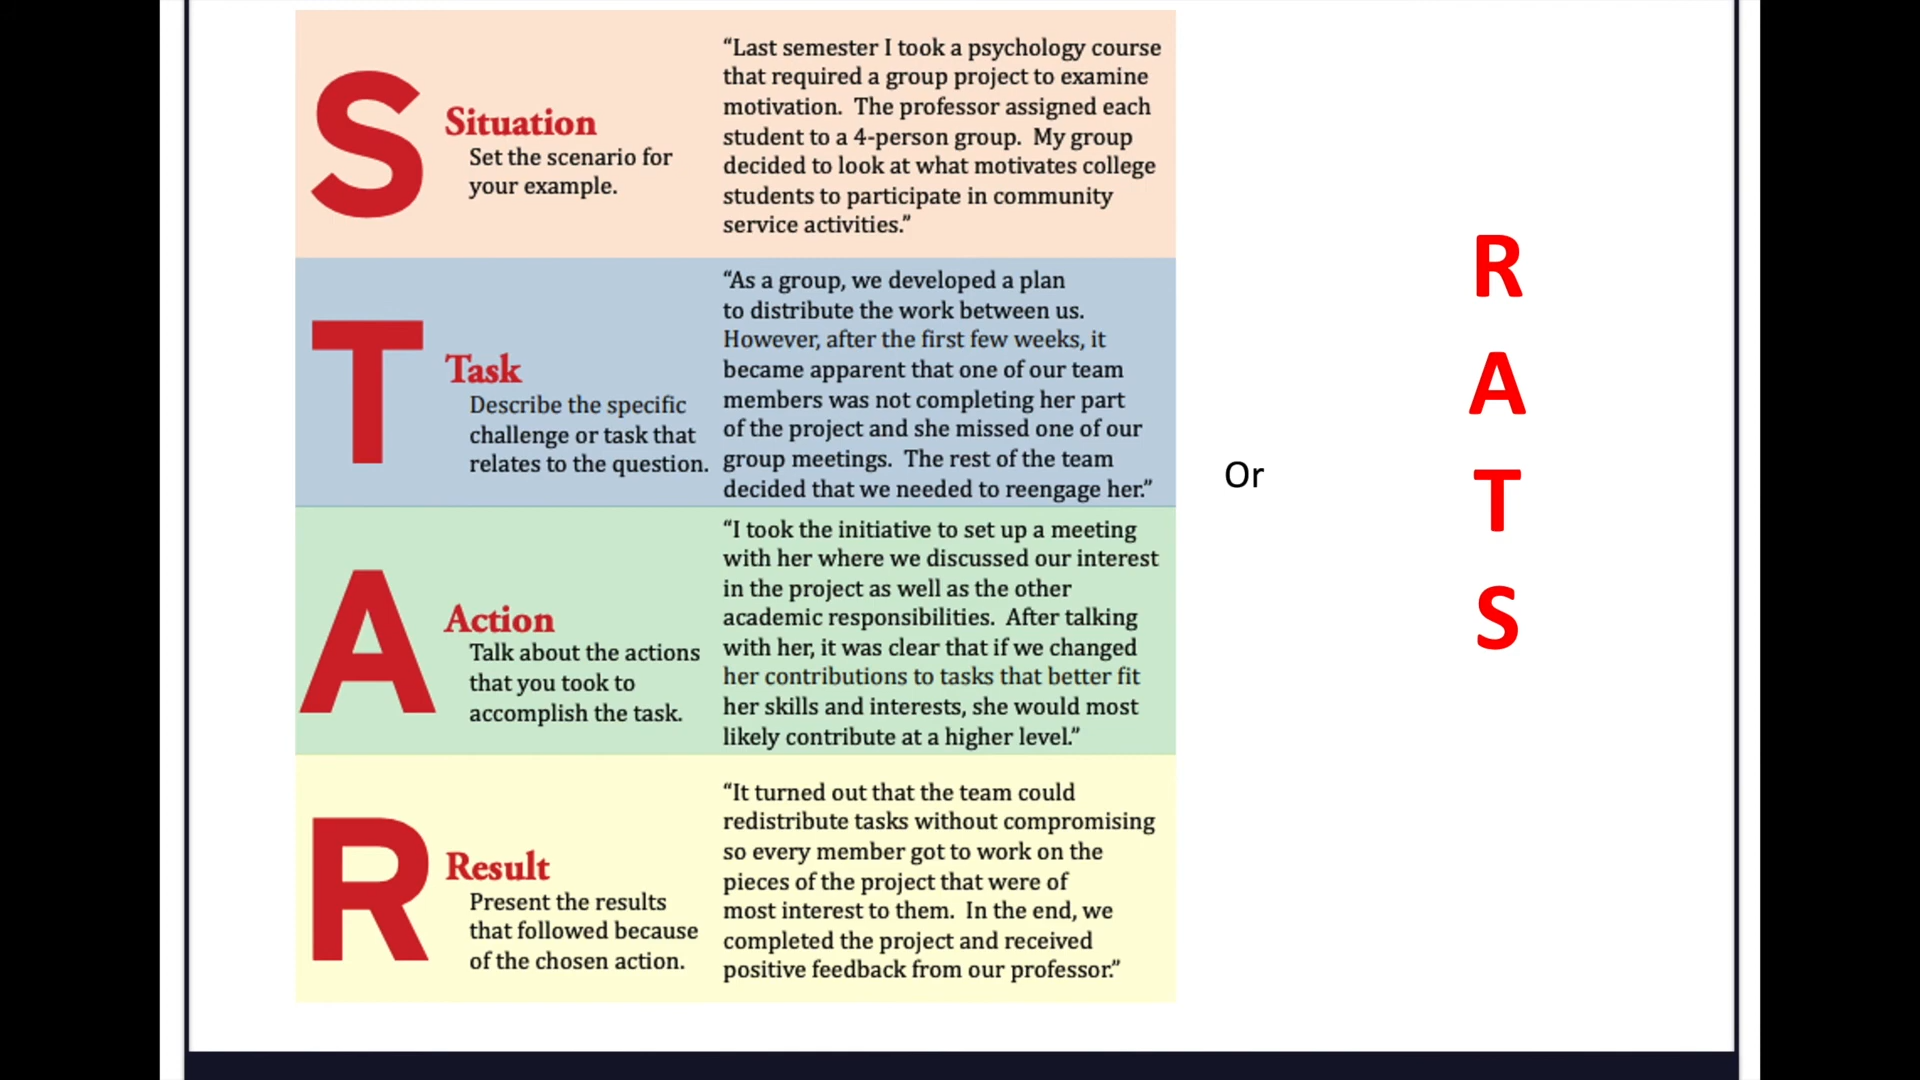 S
Situation
Set the scenario for
your example.
“Last semester I took a psychology course
that required a group project to examine
motivation.  The professor assigned each
student to a 4-person group.  My group
decided to look at what motivates college
students to participate in community
service activities.”
T
Task
Describe the specific
challenge or task that
relates to the question.
“As a group, we developed a plan
to distribute the work between us.
However, after the first few weeks, it
became apparent that one of our team
members was not completing her part
of the project and she missed one of our
group meetings.  The rest of the team
decided that we needed to reengage her.”
A
Action
Talk about the actions
that you took to
accomplish the task.
“I took the initiative to set up a meeting
with her where we discussed our interest
in the project as well as the other
academic responsibilities.  After talking
with her, it was clear that if we changed
her contributions to tasks that better fit
her skills and interests, she would most
likely contribute at a higher level.”
R
Result
Present the results
that followed because
of the chosen action.
“It turned out that the team could
redistribute tasks without compromising
so every member got to work on the
pieces of the project that were of
most interest to them.  In the end, we
completed the project and received
positive feedback from our professor.”
Or
R
A
T
S